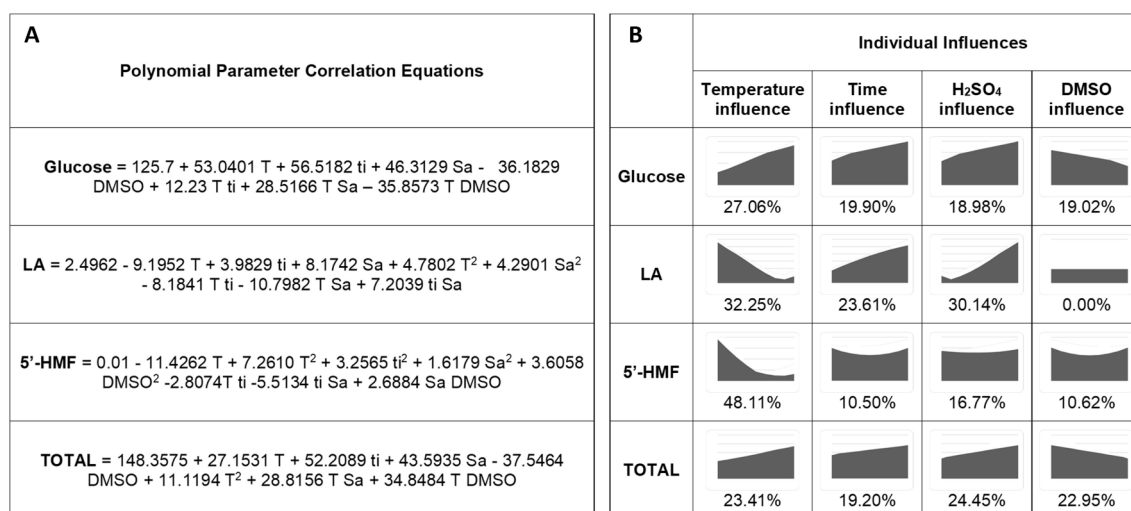 A
Polynomial Parameter Correlation Equations
Glucose = 125.7 + 53.0401 T + 56.5182 ti + 46.3129 Sa - 36.1829
DMSO + 12.23 T ti + 28.5166 T Sa – 35.8573 T DMSO
LA = 2.4962 - 9.1952 T + 3.9829 ti + 8.1742 Sa + 4.7802 T² + 4.2901 Sa²
- 8.1841 T ti - 10.7982 T Sa + 7.2039 ti Sa
5'-HMF = 0.01 - 11.4262 T + 7.2610 T² + 3.2565 ti² + 1.6179 Sa² + 3.6058
DMSO² -2.8074T ti -5.5134 ti Sa + 2.6884 Sa DMSO
TOTAL = 148.3575 + 27.1531 T + 52.2089 ti + 43.5935 Sa - 37.5464
DMSO + 11.1194 T² + 28.8156 T Sa + 34.8484 T DMSO
B
Individual Influences
Temperature influence
Time influence
H₂SO₄ influence
DMSO influence
Glucose
27.06% 19.90% 18.98% 19.02%
LA
32.25% 23.61% 30.14% 0.00%
5'-HMF
48.11% 10.50% 16.77% 10.62%
TOTAL
23.41% 19.20% 24.45% 22.95%